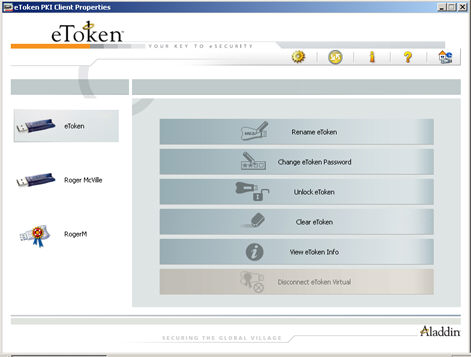 eToken PKI Client Properties
eToken
YOUR KEY TO eSECURITY
eToken
Roger McVille
RogerM
Rename eToken
Change eToken Password
Unlock eToken
Clear eToken
View eToken Info
Disconnect eToken Virtual
Aladdin
SECURING THE GLOBAL VILLAGE